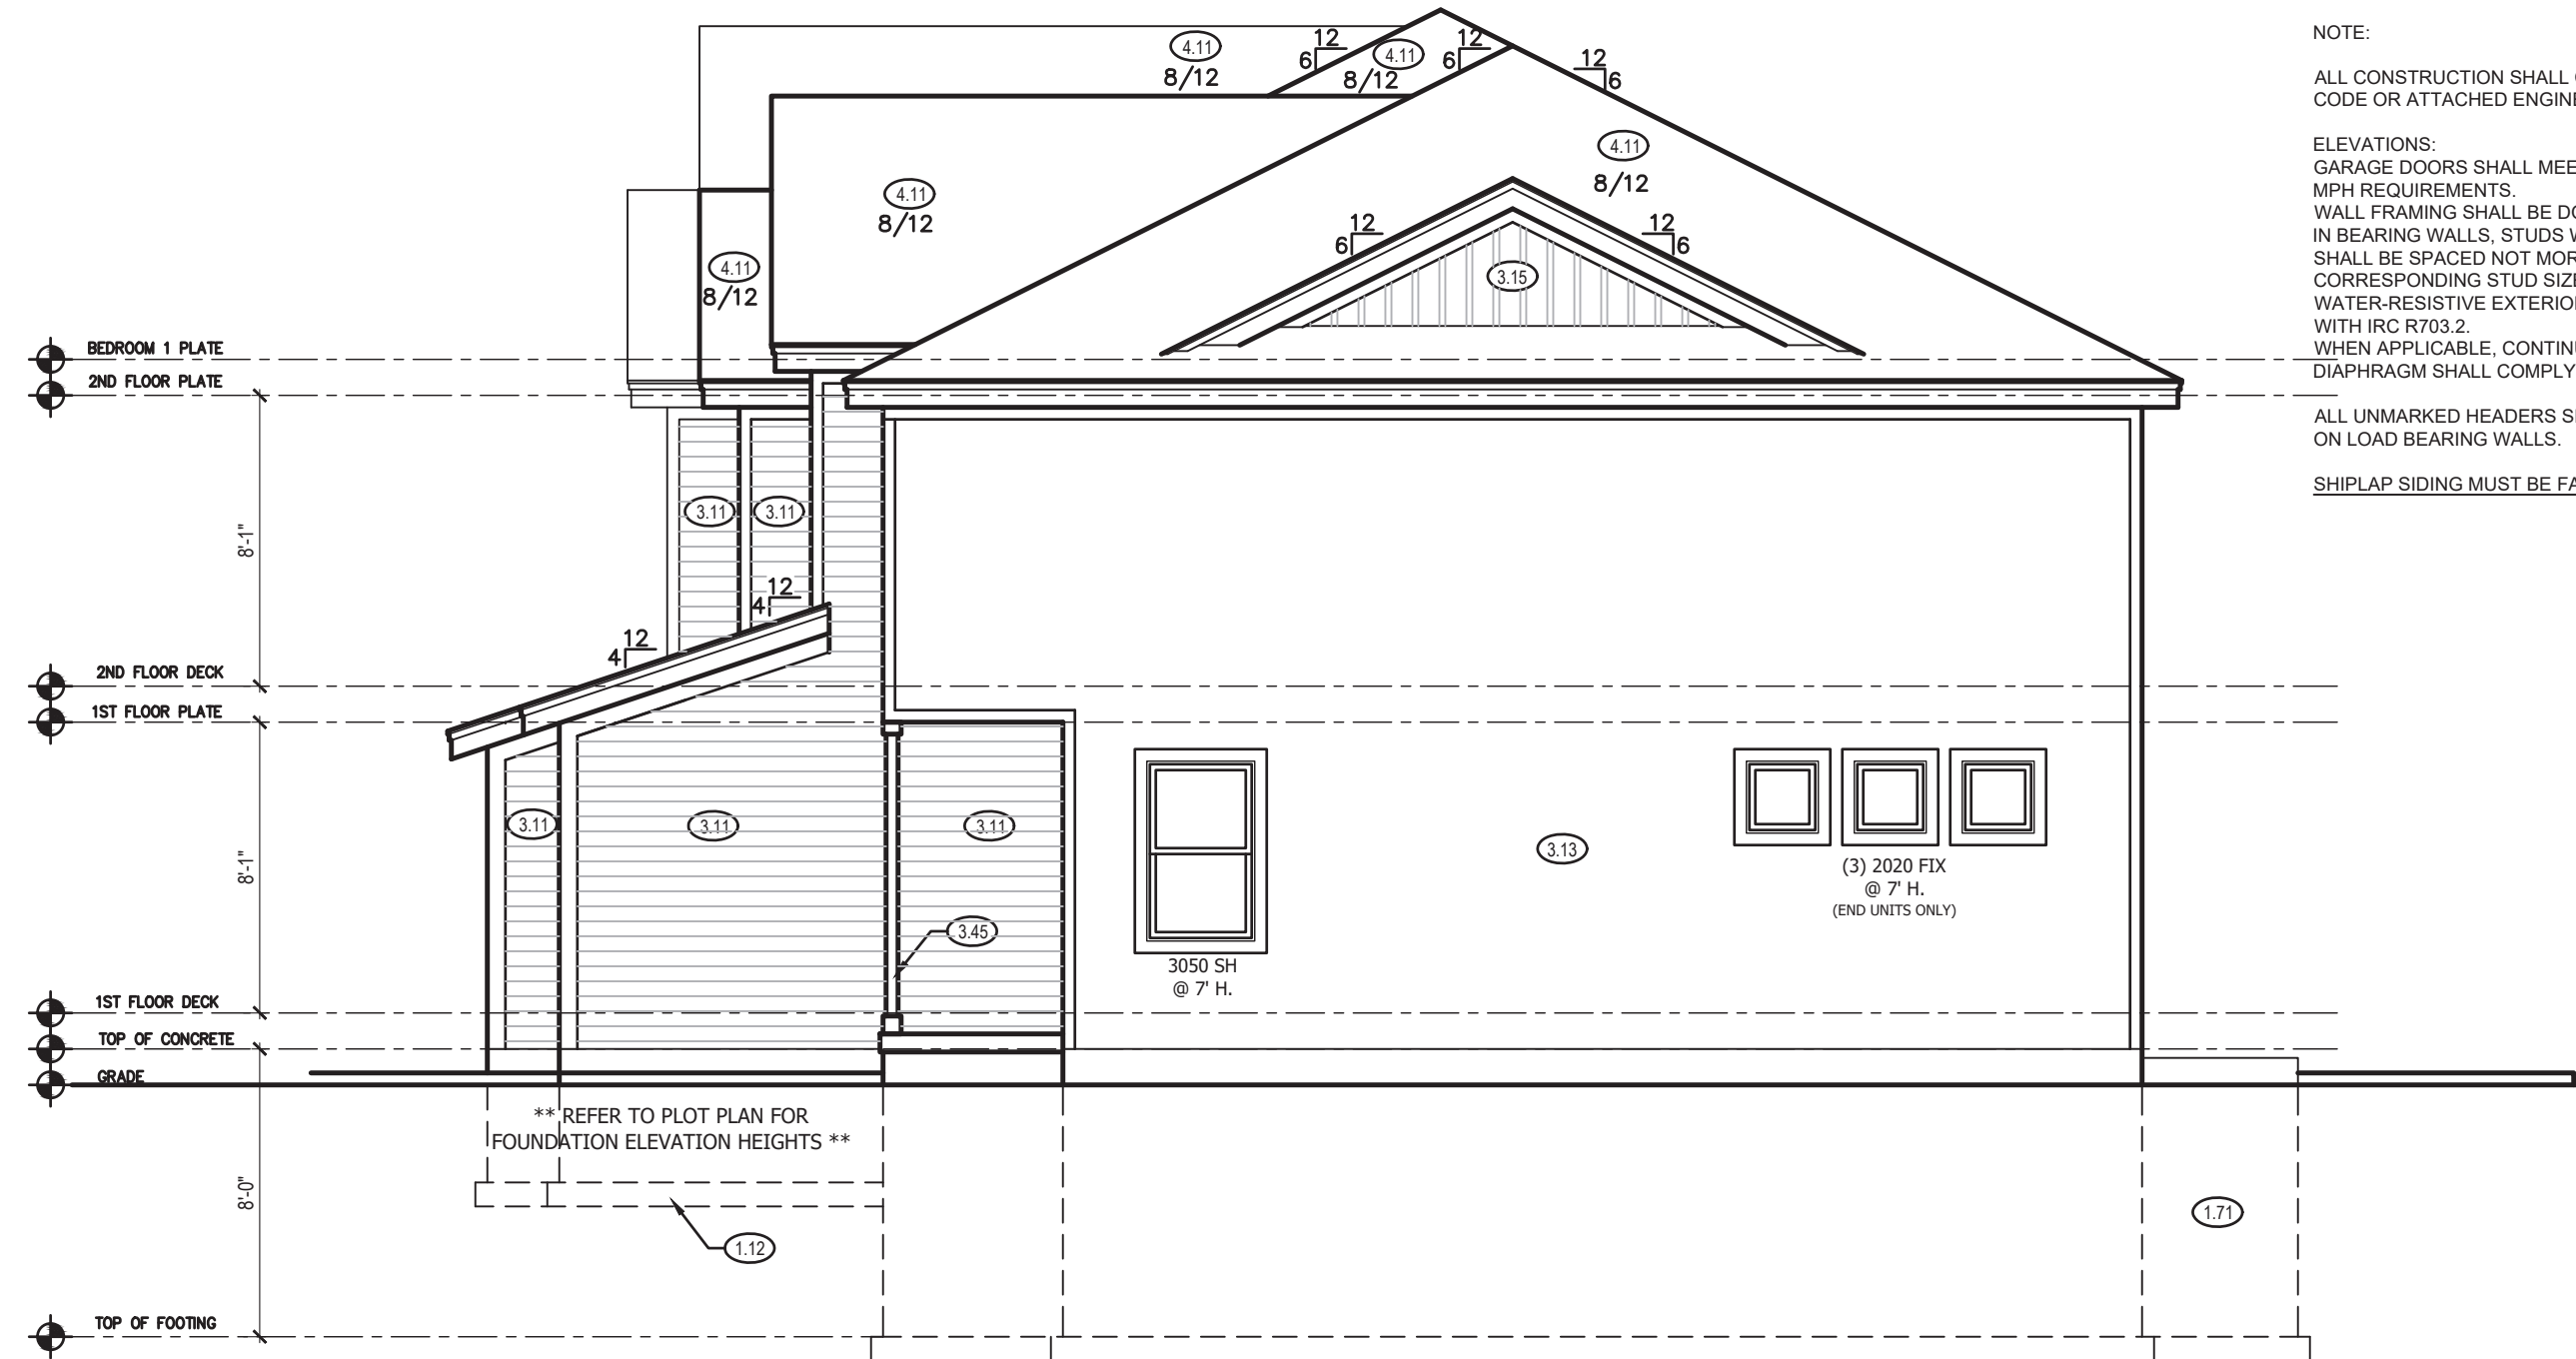 4.11
8/12
12
6
4.11
8/12
12
6
12
6
4.11
8/12
4.11
8/12
4.11
8/12
12
6
12
6
3.15
BEDROOM 1 PLATE
2ND FLOOR PLATE
8'-1"
3.11
3.11
12
4
12
4
2ND FLOOR DECK
1ST FLOOR PLATE
8'-1"
3.11
3.11
3.11
3.13
3.45
3050 SH
@ 7' H.
(3) 2020 FIX
@ 7' H.
(END UNITS ONLY)
1ST FLOOR DECK
TOP OF CONCRETE
GRADE
** REFER TO PLOT PLAN FOR
FOUNDATION ELEVATION HEIGHTS **
8'-0"
1.12
1.71
TOP OF FOOTING
NOTE:
ALL CONSTRUCTION SHALL
CODE OR ATTACHED
ELEVATIONS:
GARAGE DOORS SHALL
MPH REQUIREMENTS.
WALL FRAMING SHALL BE
IN BEARING WALLS, STUDS
SHALL BE SPACED NOT
CORRESPONDING STUD
WATER-RESISTIVE
WITH IRC R703.2.
WHEN APPLICABLE,
DIAPHRAGM SHALL COMPLY
ALL UNMARKED HEADERS
ON LOAD BEARING WALLS.
SHIPLAP SIDING MUST BE